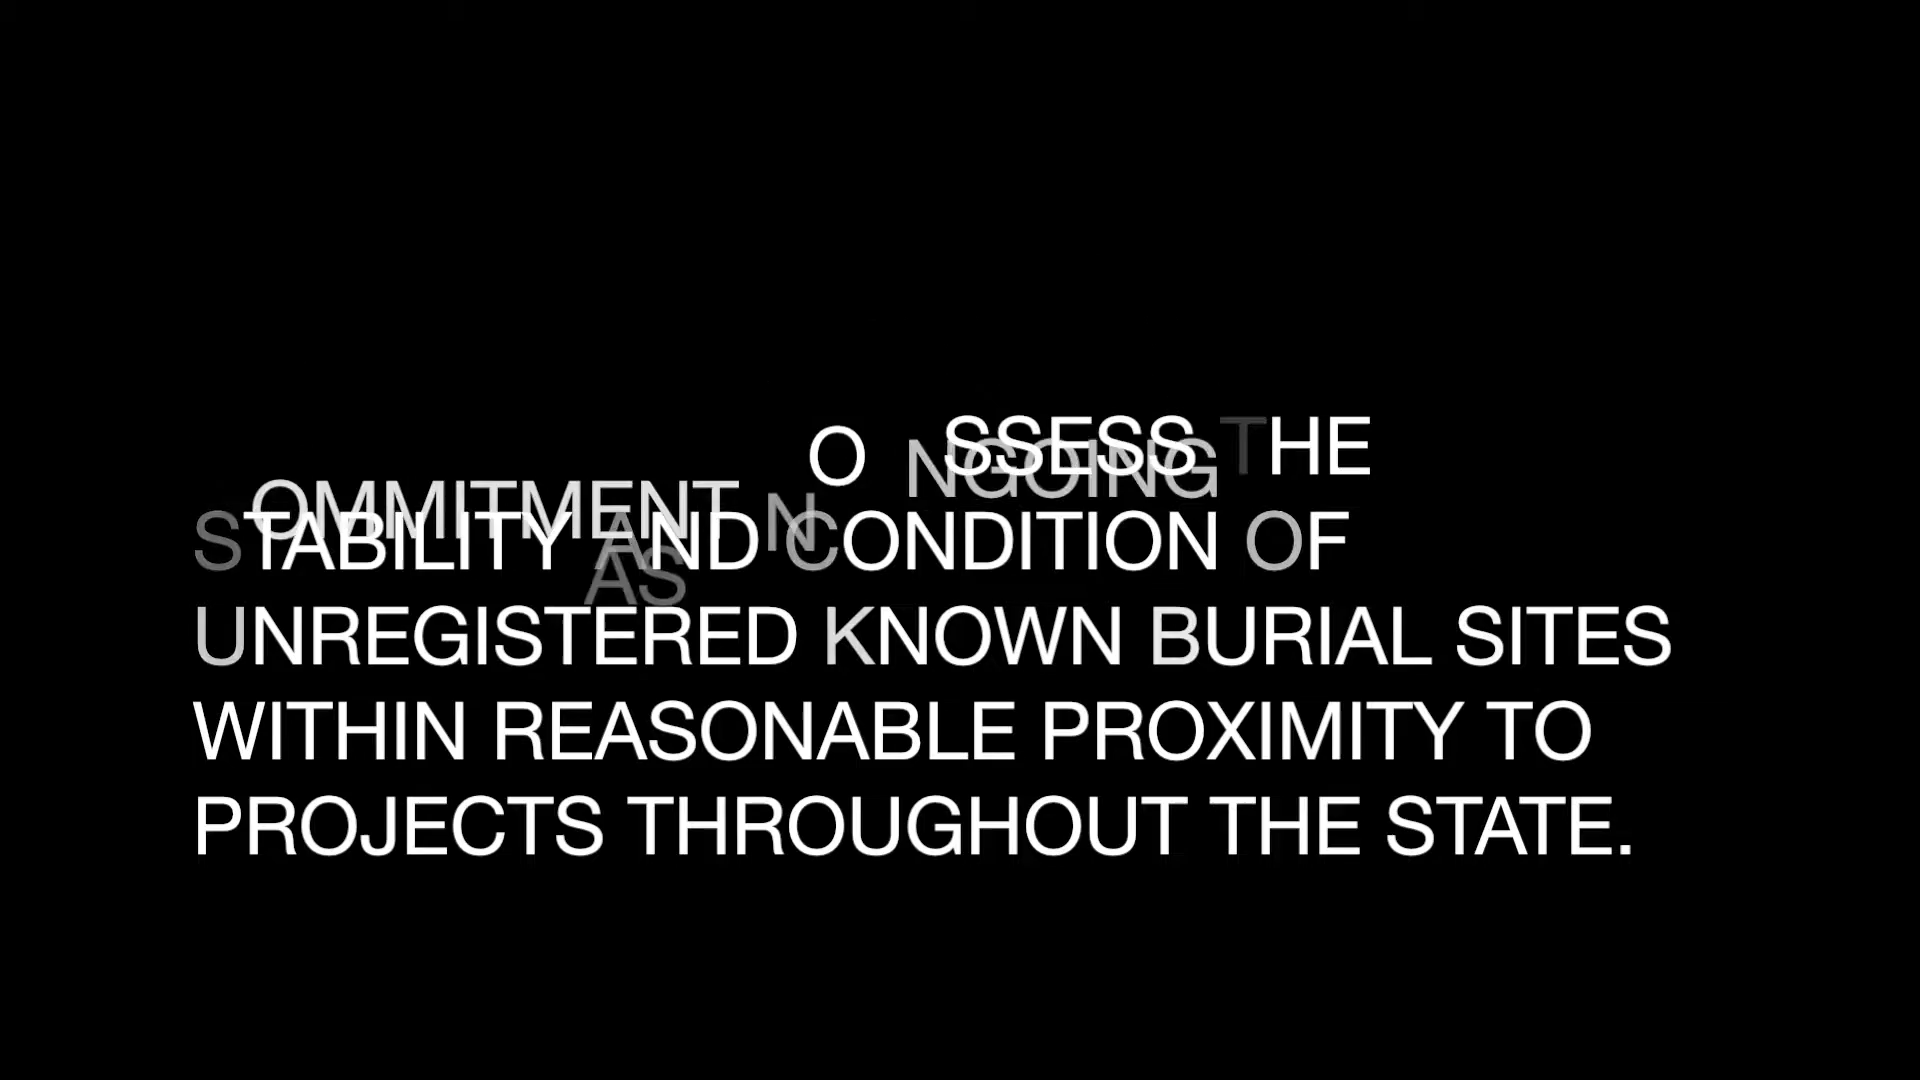 O SSESS THE
NGOING
OMMITMENT N
STABILITY AND CONDITION OF
AS
UNREGISTERED KNOWN BURIAL SITES
WITHIN REASONABLE PROXIMITY TO
PROJECTS THROUGHOUT THE STATE.